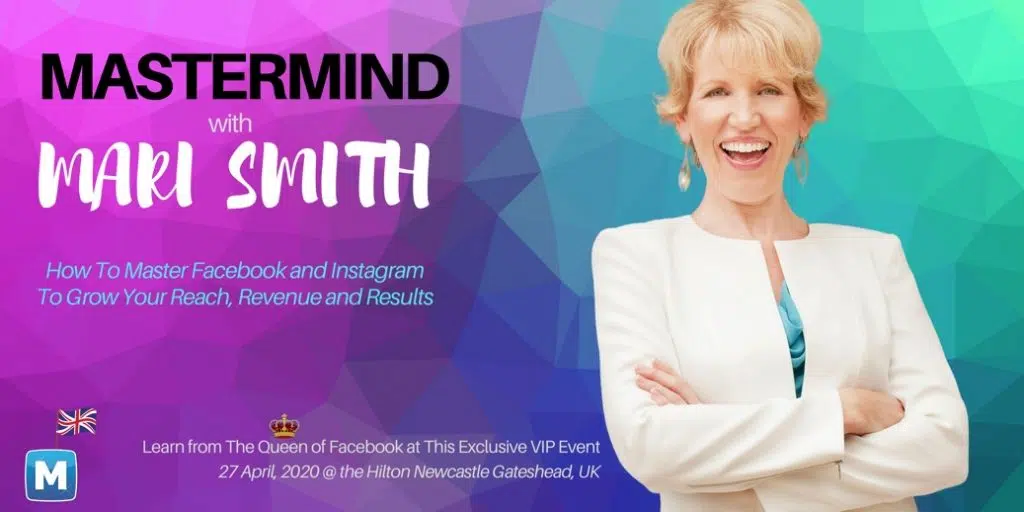 MASTERMIND
with
MARI SMITH
How To Master Facebook and Instagram
To Grow Your Reach, Revenue and Results
Learn from The Queen of Facebook at This Exclusive VIP Event
27 April, 2020 @ the Hilton Newcastle Gateshead, UK
M